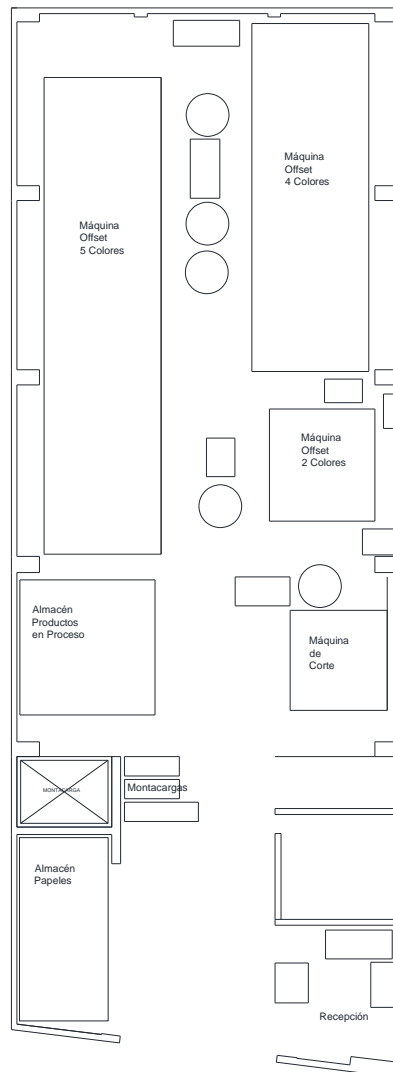 Máquina
Offset
4 Colores
Máquina
Offset
5 Colores
Máquina
Offset
2 Colores
Almacén
Productos
en Proceso
Máquina
de
Corte
MONTACARGA
Montacargas
Almacén
Papeles
Recepción